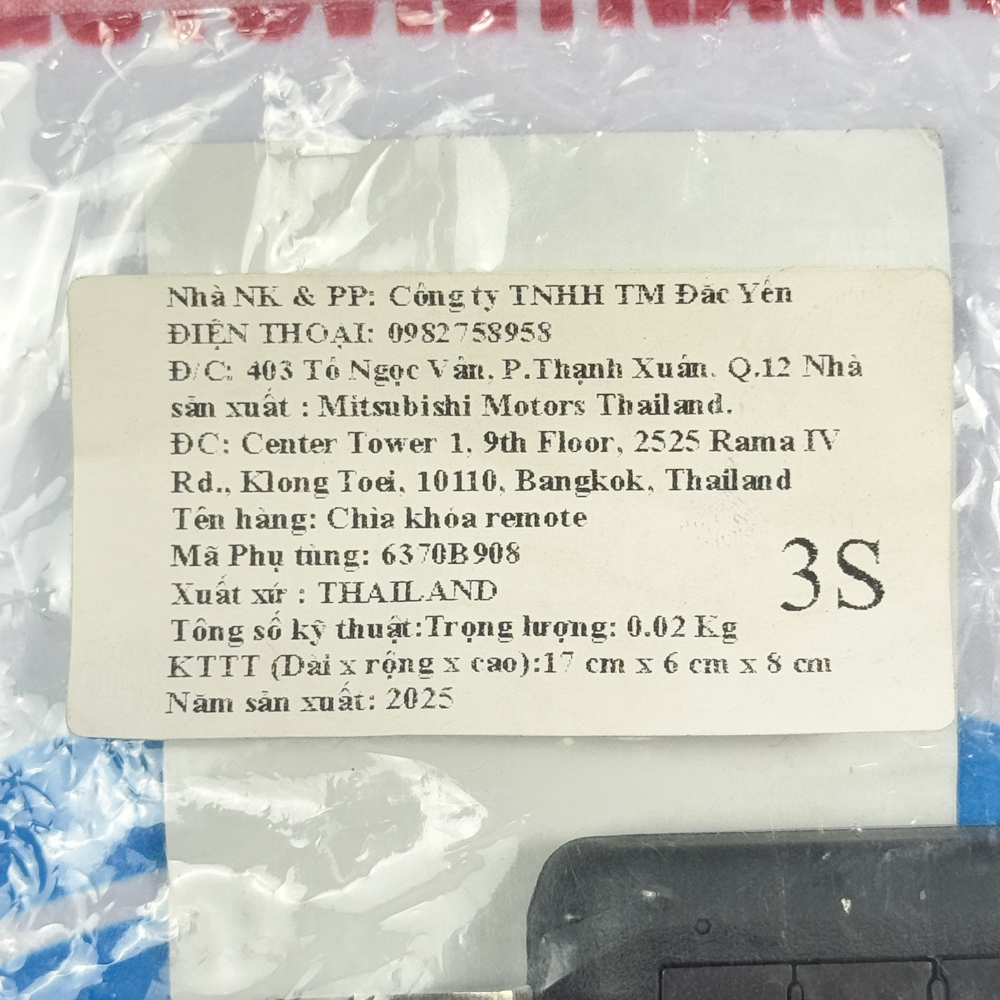 Nhà NK & PP: Công ty TNHH TM Đắc Yến
ĐIỆN THOẠI: 0982758958
Đ/C: 403 Tô Ngọc Vân, P.Thạnh Xuân, Q.12 Nhà
sản xuất : Mitsubishi Motors Thailand.
ĐC: Center Tower 1, 9th Floor, 2525 Rama IV
Rd., Klong Toei, 10110, Bangkok, Thailand
Tên hàng: Chìa khóa remote
Mã Phụ tùng: 6370B908
3S
Xuất xứ : THAILAND
Tông số kỹ thuật:Trọng lượng: 0.02 Kg
KTTT (Dài x rộng x cao):17 cm x 6 cm x 8 cm
Năm sản xuất: 2025